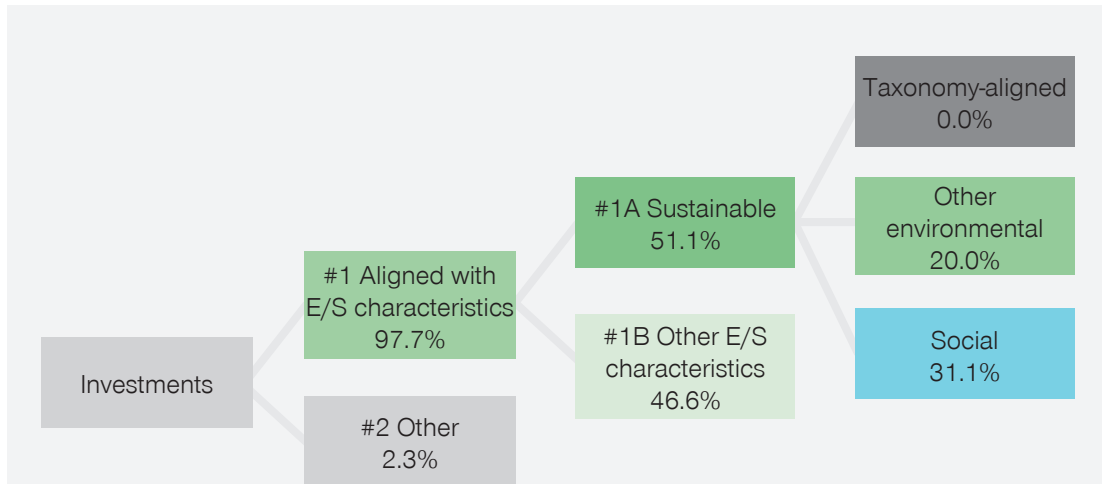 Investments
#1 Aligned with
E/S characteristics
97.7%
#2 Other
2.3%
#1A Sustainable
51.1%
#1B Other E/S
characteristics
46.6%
Taxonomy-aligned
0.0%
Other
environmental
20.0%
Social
31.1%